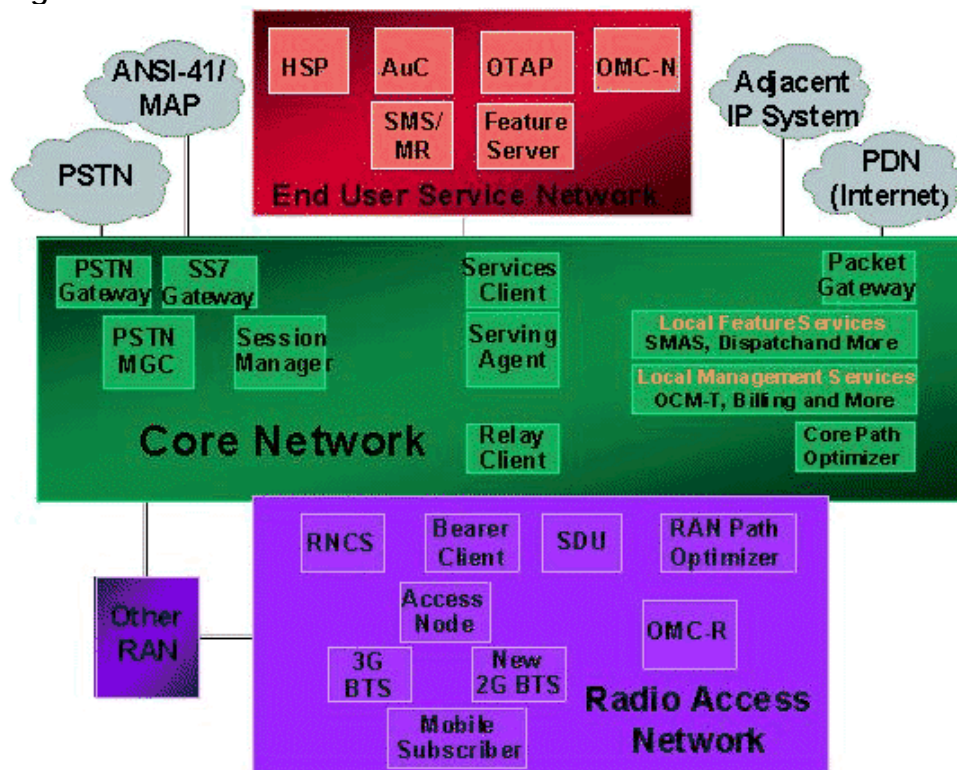 HSP
AuC
OTAP
OMC-N
SMS/
MR
Feature
Server
End User Service Network
ANSI-41/
MAP
PSTN
Adjacent
IP System
PDN
(Internet)
PSTN
Gateway
SS7
Gateway
PSTN
MGC
Session
Manager
Services
Client
Serving
Agent
Relay
Client
Packet
Gateway
Local Feature Services
SMAS, Dispatchand More
Local Management Services
OCM-T, Billing and More
Core Path
Optimizer
Core Network
Other
RAN
RNCS
Bearer
Client
SDU
RAN Path
Optimizer
Access
Node
OMC-R
3G
BTS
New
2G BTS
Mobile
Subscriber
Radio Access
Network